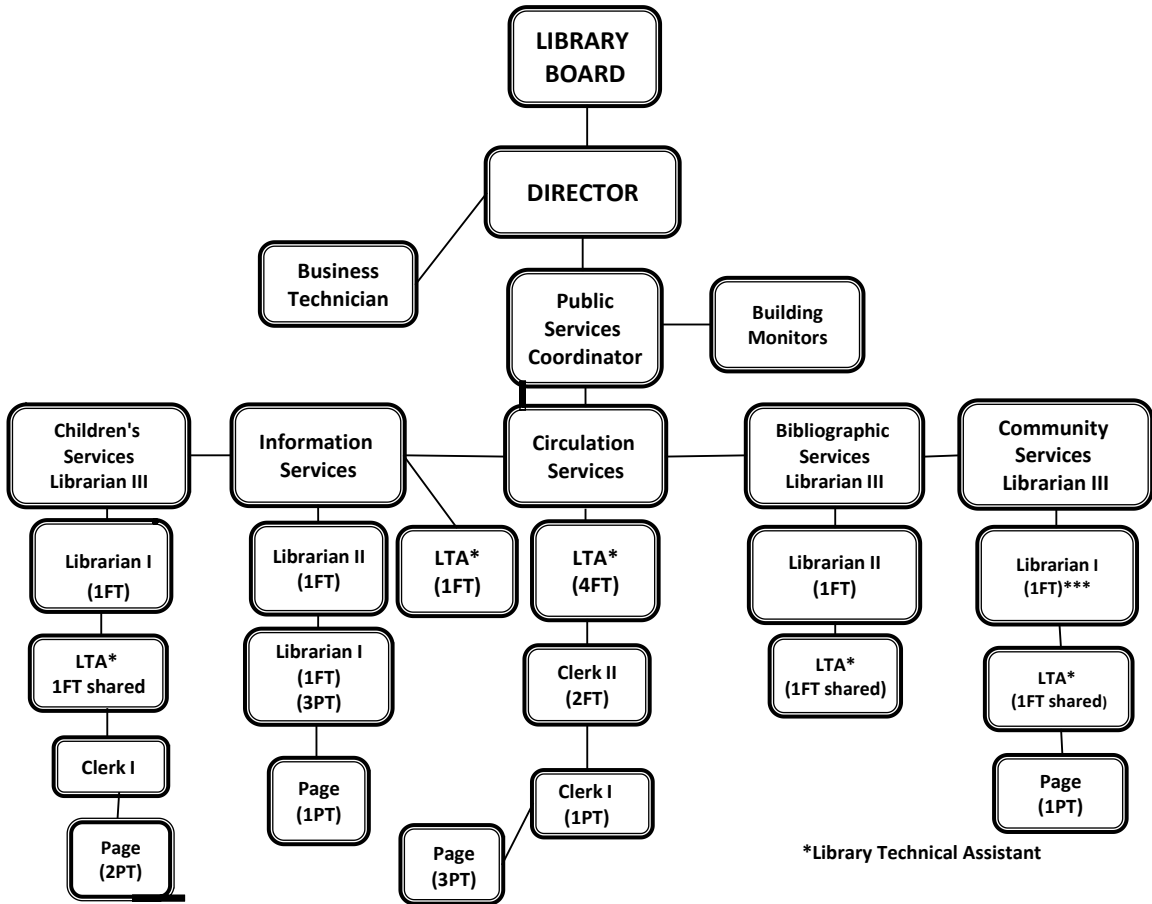 LIBRARY
BOARD
DIRECTOR
Business
Technician
Public
Services
Coordinator
Building
Monitors
Children's
Services
Librarian III
Information
Services
Circulation
Services
Bibliographic
Services
Librarian III
Community
Services
Librarian III
Librarian I
(1FT)
Librarian II
(1FT)
LTA*
(1FT)
LTA*
(4FT)
Librarian II
(1FT)
Librarian I
(1FT)***
LTA*
1FT shared
Librarian I
(1FT)
(3PT)
Clerk II
(2FT)
LTA*
(1FT shared)
LTA*
(1FT shared)
Clerk I
Page
(1PT)
Clerk I
(1PT)
Page
(1PT)
Page
(2PT)
Page
(3PT)
*Library Technical Assistant